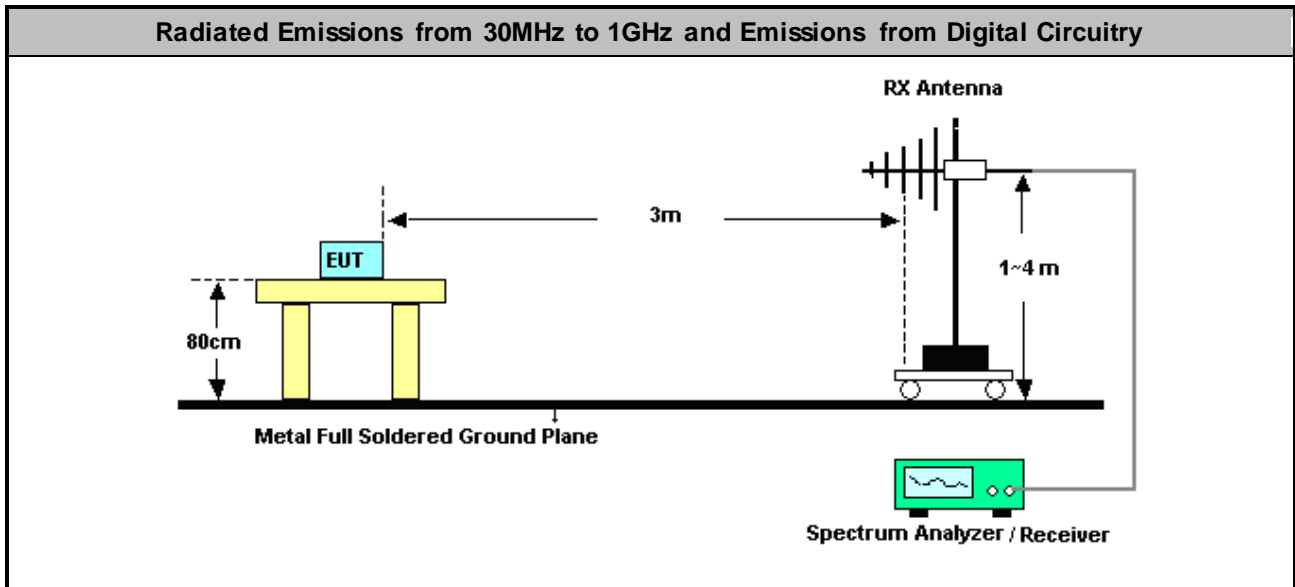 Radiated Emissions from 30MHz to 1GHz and Emissions from Digital Circuitry
RX Antenna
3m
EUT
1~4 m
80cm
Metal Full Soldered Ground Plane
Spectrum Analyzer / Receiver